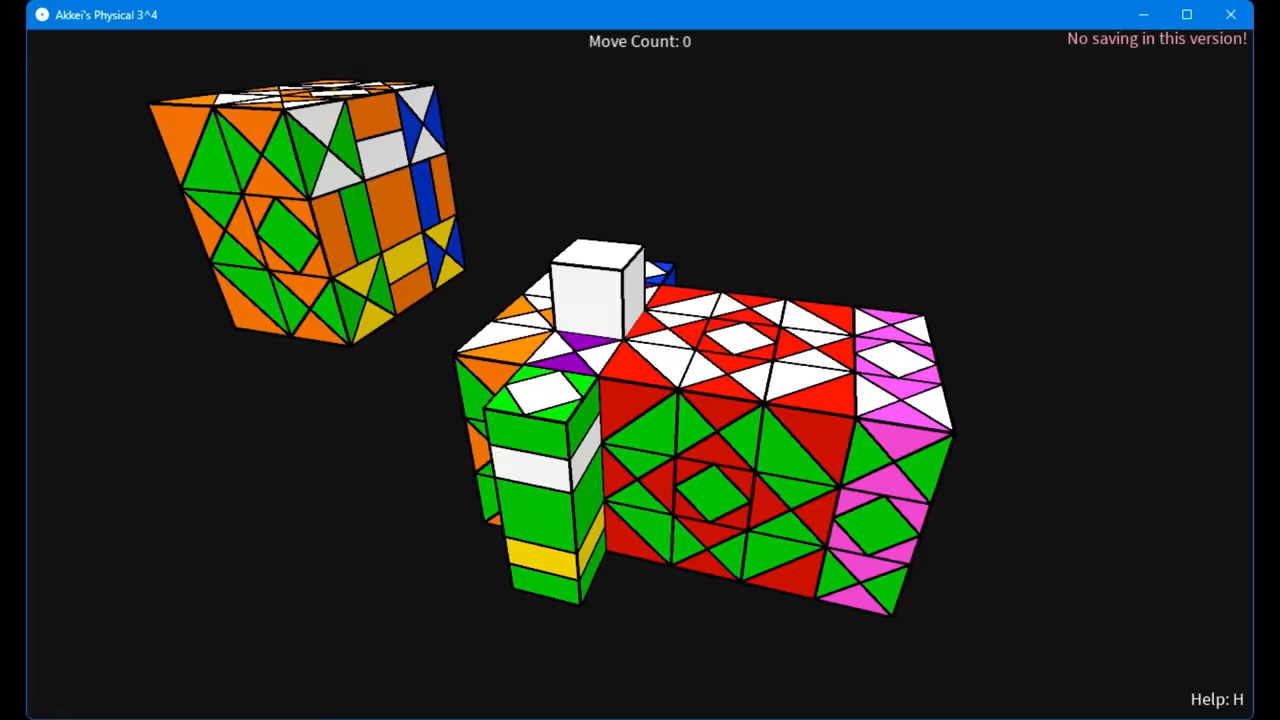 Akkei's Physical 3^4
Move Count: 0
No saving in this version!
Help: H